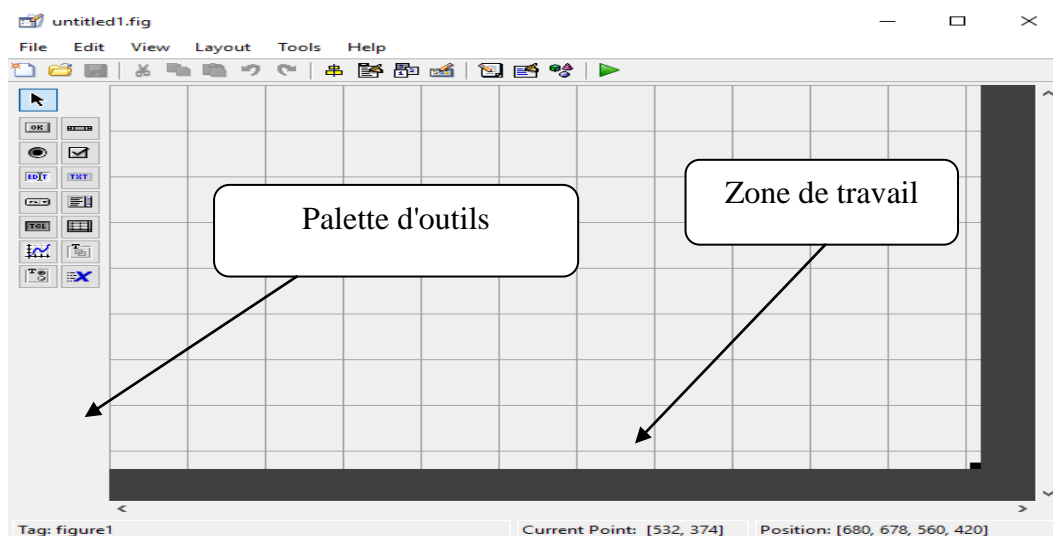 untitled1.fig
File Edit View Layout Tools Help
OK
EDIT TXT
TGL
Palette d'outils
Zone de travail
Tag: figure1 Current Point: [532, 374] Position: [680, 678, 560, 420]